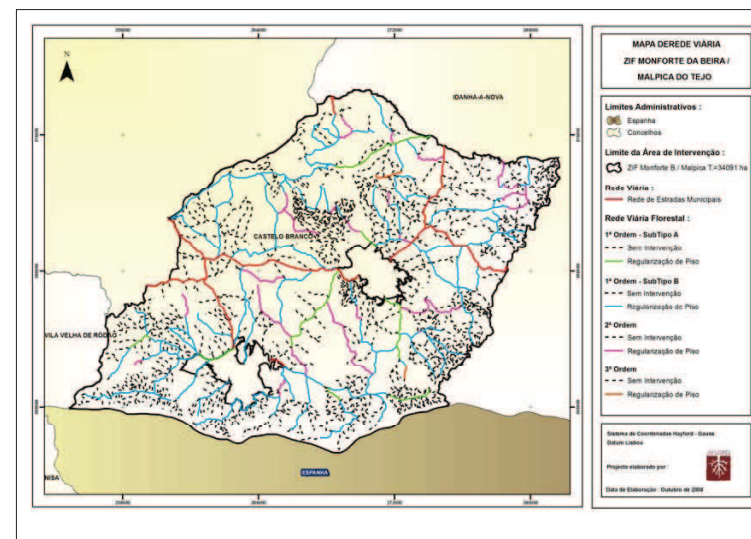 MAPA DEREDE VIÁRIA
ZIF MONFORTE DA BEIRA /
MALPICA DO TEJO
Limites Administrativos :
Espanha
Concelhos
Limite da Área de Intervenção :
ZIF Monforte B / Malpica T.=34091 ha
Rede Viária :
Rede de Estradas Municipais
Rede Viária Florestal :
1ª Ordem - SubTipo A
Sem Intervenção
Regularização de Piso
1ª Ordem - SubTipo B
Sem Intervenção
Regularização de Piso
2ª Ordem
Sem Intervenção
Regularização de Piso
3ª Ordem
Sem Intervenção
Regularização de Piso
Sistema de Coordenadas Hayford - Gauss
Datum Lisboa
Projecto elaborado por :
Data de Elaboração : Outubro de 2008
N
IDANHA-A-NOVA
CASTELO BRANCO
VILA VELHA DE RODÃO
NISA
ESPANHA
264000
272000